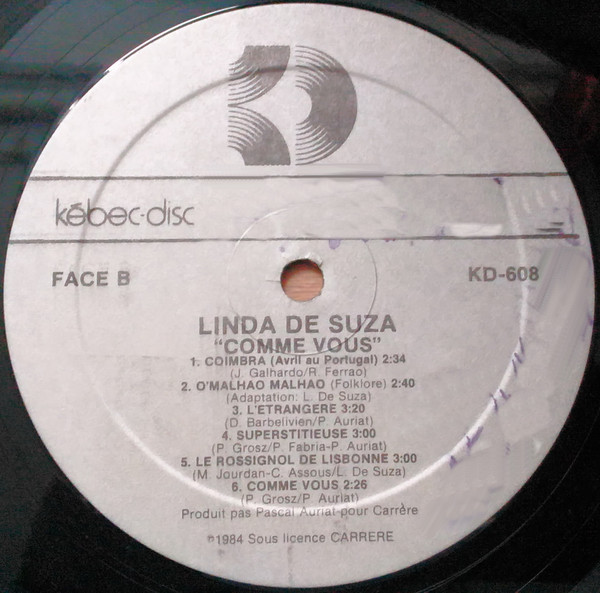 kébec-disc
FACE B
KD-608
LINDA DE SUZA
"COMME VOUS"
1. COIMBRA (Avril au Portugal) 2:34
(J. Galhardo/R. Ferrao)
2. O'MALHAO MALHAO (Folklore) 2:40
(Adaptation: L. De Suza)
3. L'ETRANGERE 3:20
(D. Barbelivien/P. Auriat)
4. SUPERSTITIEUSE 3:00
(P. Grosz/P. Fabria-P. Auriat)
5. LE ROSSIGNOL DE LISBONNE 3:00
(M. Jourdan-C. Assous/L. De Suza)
6. COMME VOUS 2:26
(P. Grosz/P. Auriat)
Produit pas Pascal Auriat-pour Carrère
℗1984 Sous licence CARRERE